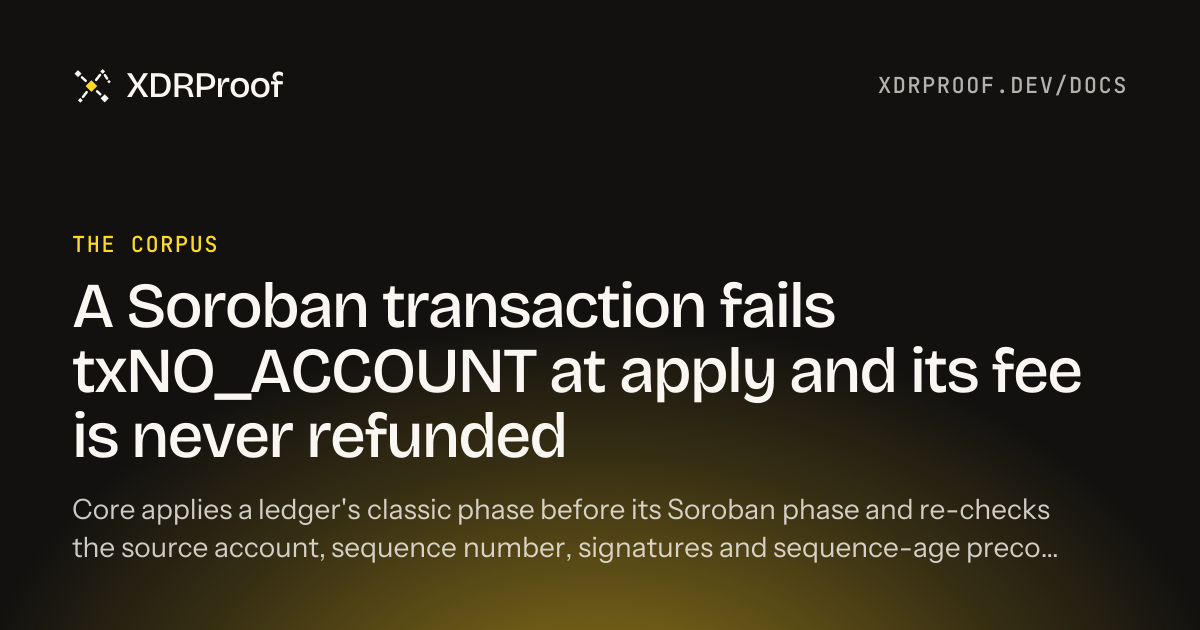 XDRProof
XDRPROOF.DEV/DOCS
THE CORPUS
A Soroban transaction fails
txNO_ACCOUNT at apply and its fee
is never refunded
Core applies a ledger's classic phase before its Soroban phase and re-checks
the source account, sequence number, signatures and sequence-age preco...